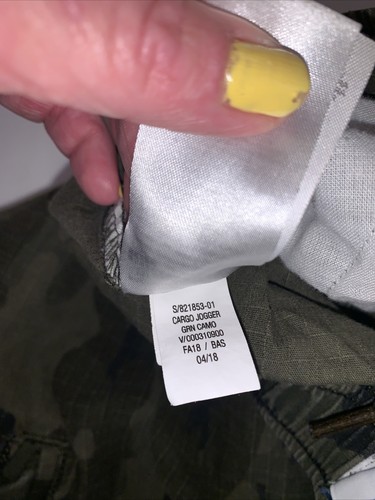 S/821853-01
CARGO JOGGER
GRN CAMO
V/000310900
FA18 / BAS
04/18